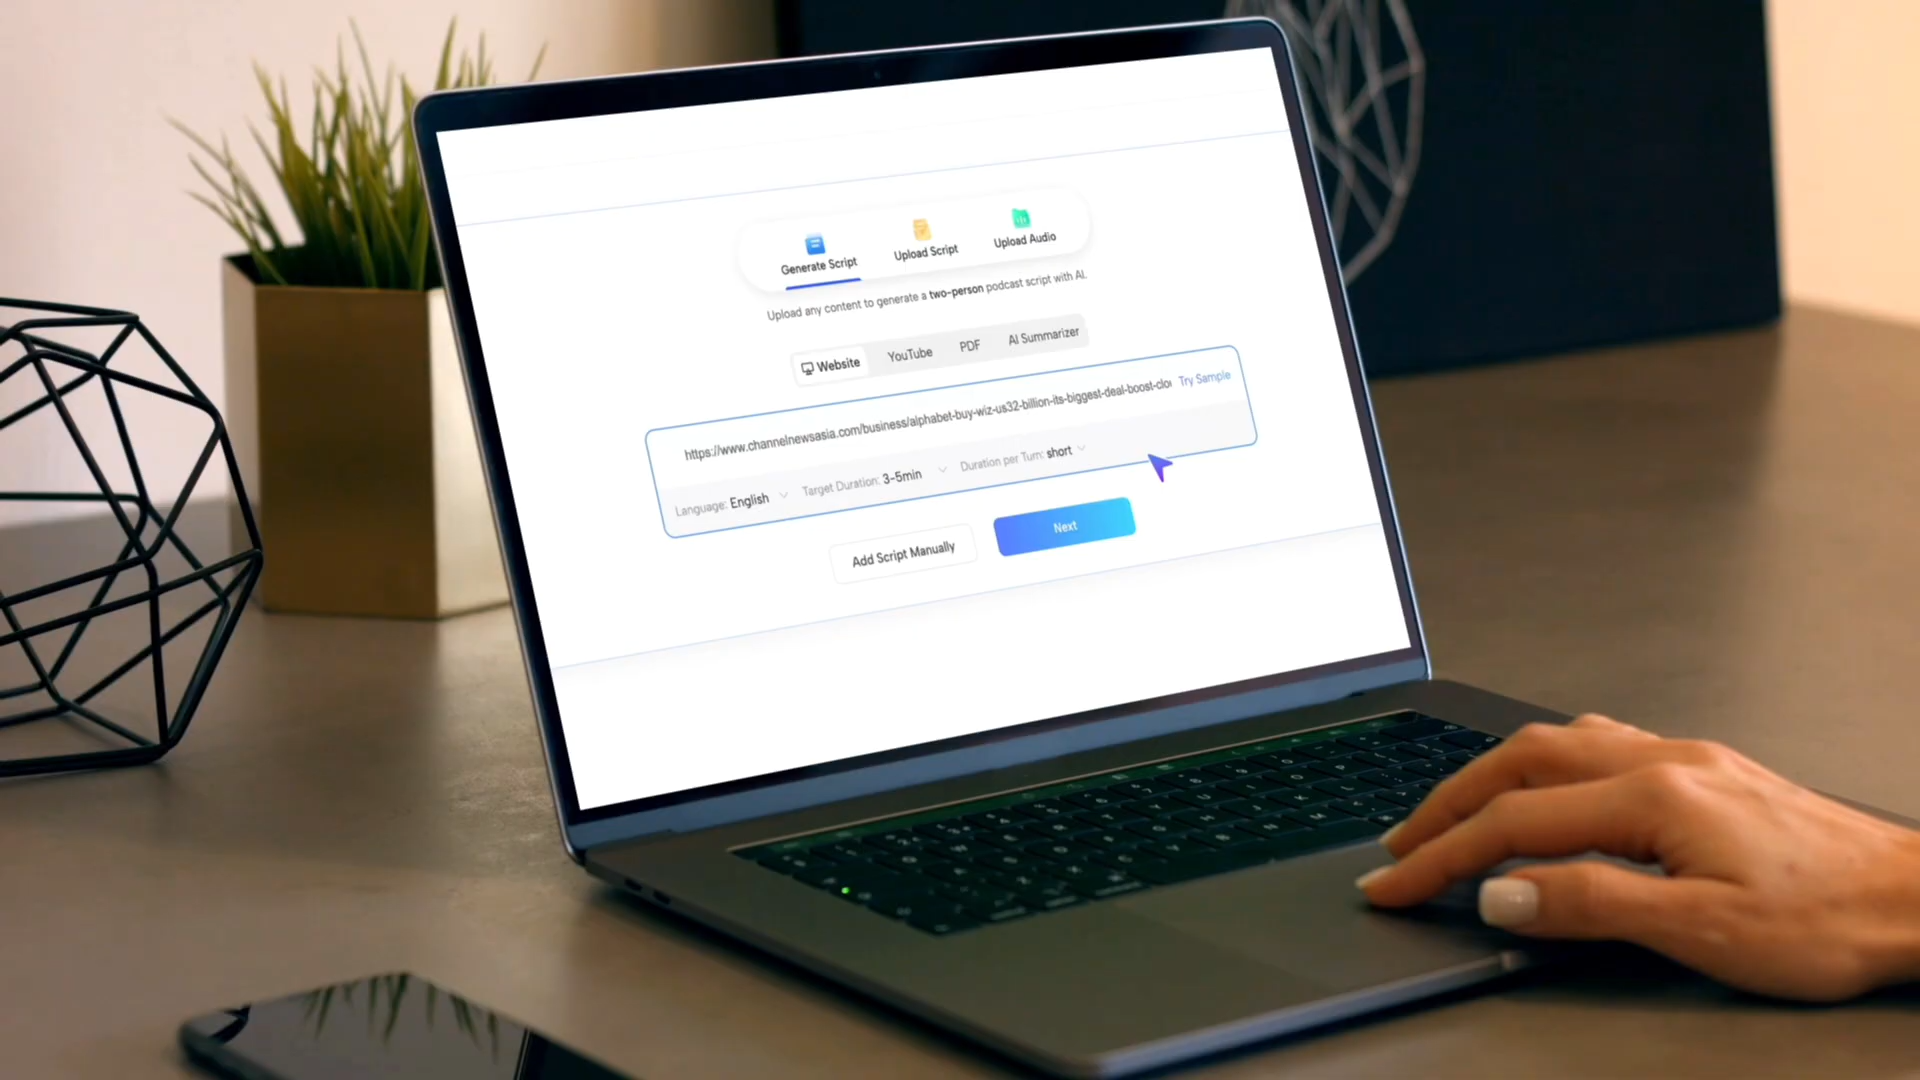 Generate Script
Upload Script
Upload Audio
Upload any content to generate a two-person podcast script with AI.
Website
YouTube
PDF
AI Summarizer
https://www.channelnewsasia.com/business/alphabet-buy-wiz-us32-billion-its-biggest-deal-boost-clou
Try Sample
Language: English
Target Duration: 3-5min
Duration per Turn: short
Add Script Manually
Next